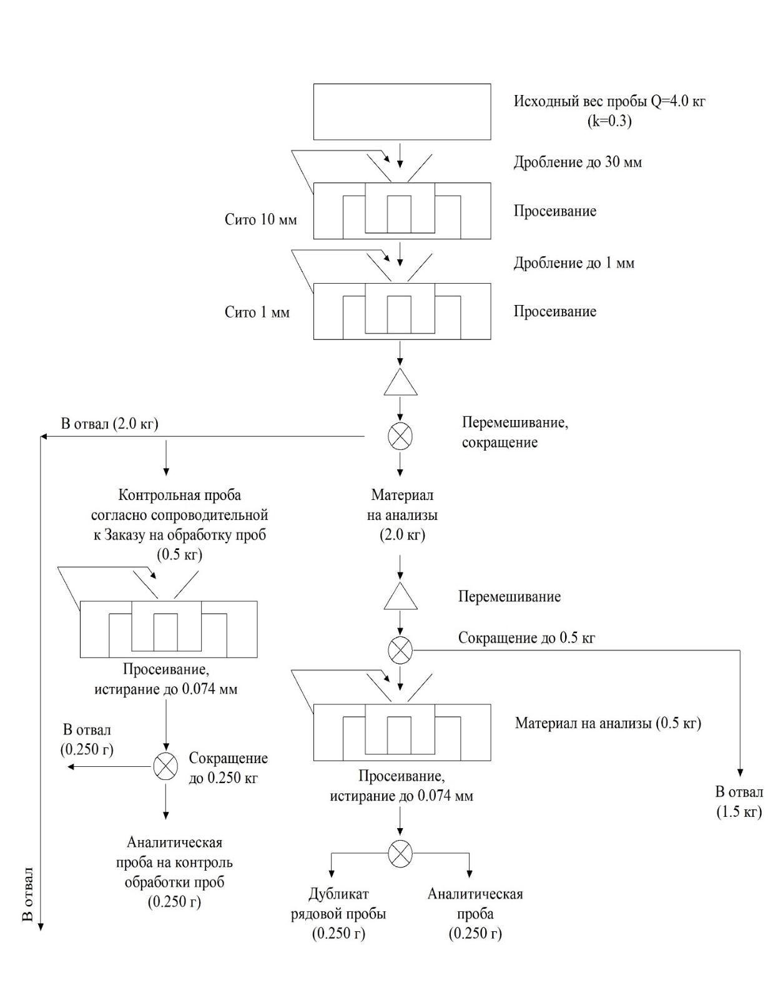 Исходный вес пробы Q=4.0 кг
(k=0.3)
Дробление до 30 мм
Просеивание
Сито 10 мм
Дробление до 1 мм
Просеивание
Сито 1 мм
В отвал (2.0 кг)
Перемешивание,
сокращение
Контрольная проба
согласно сопроводительной
к Заказу на обработку проб
(0.5 кг)
Материал
на анализы
(2.0 кг)
Перемешивание
Сокращение до 0.5 кг
Просеивание,
истирание до 0.074 мм
Материал на анализы (0.5 кг)
В отвал
(0.250 г)
Сокращение
до 0.250 кг
Просеивание,
истирание до 0.074 мм
В отвал
(1.5 кг)
Аналитическая
проба на контроль
обработки проб
(0.250 г)
В отвал
Дубликат
рядовой пробы
(0.250 г)
Аналитическая
проба
(0.250 г)